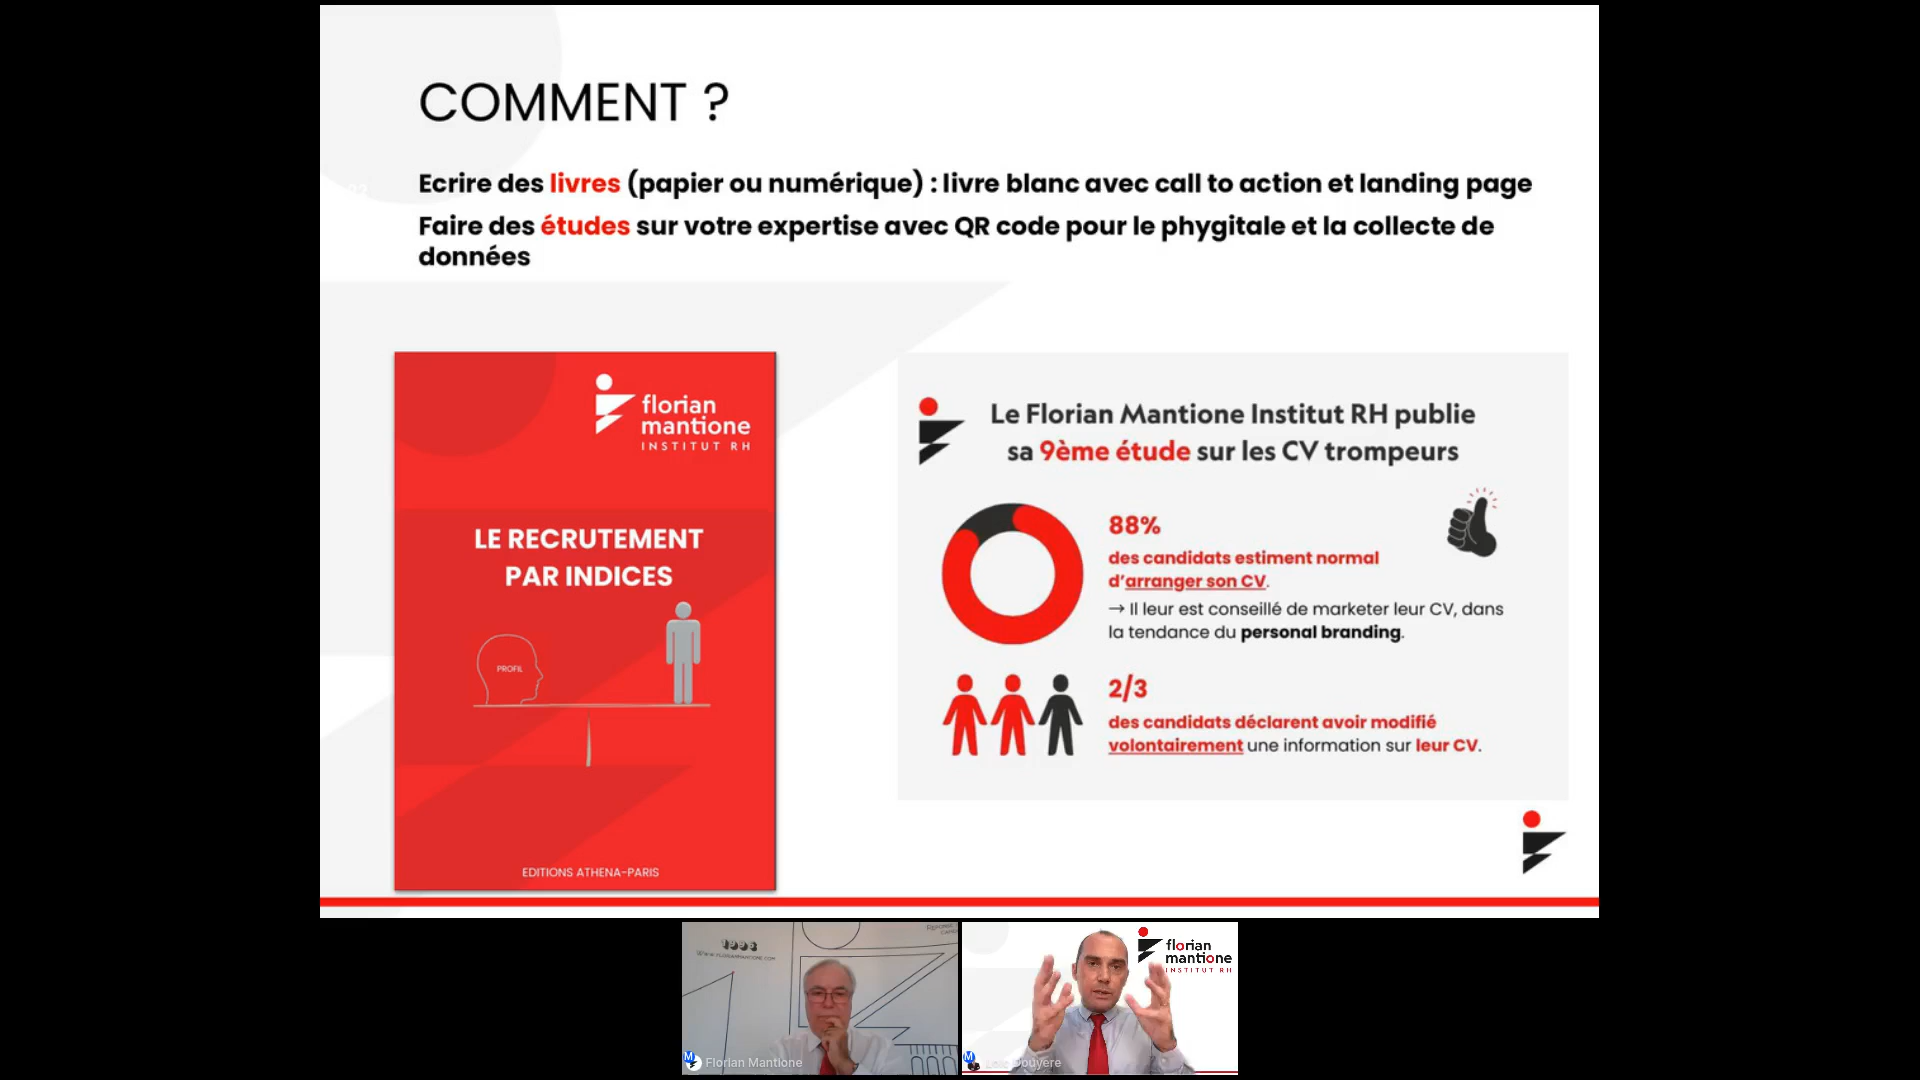 COMMENT ?
Ecrire des livres (papier ou numérique) : livre blanc avec call to action et landing page
Faire des études sur votre expertise avec QR code pour le phygitale et la collecte de
données
florian
mantione
INSTITUT RH
LE RECRUTEMENT
PAR INDICES
PROFIL
EDITIONS ATHENA-PARIS
Le Florian Mantione Institut RH publie
sa 9ème étude sur les CV trompeurs
88%
des candidats estiment normal
d’arranger son CV.
→ Il leur est conseillé de marketer leur CV, dans
la tendance du personal branding.
2/3
des candidats déclarent avoir modifié
volontairement une information sur leur CV.
1996
WWW.FLORIANMANTIONE.COM
Florian Mantione
florian
mantione
INSTITUT RH